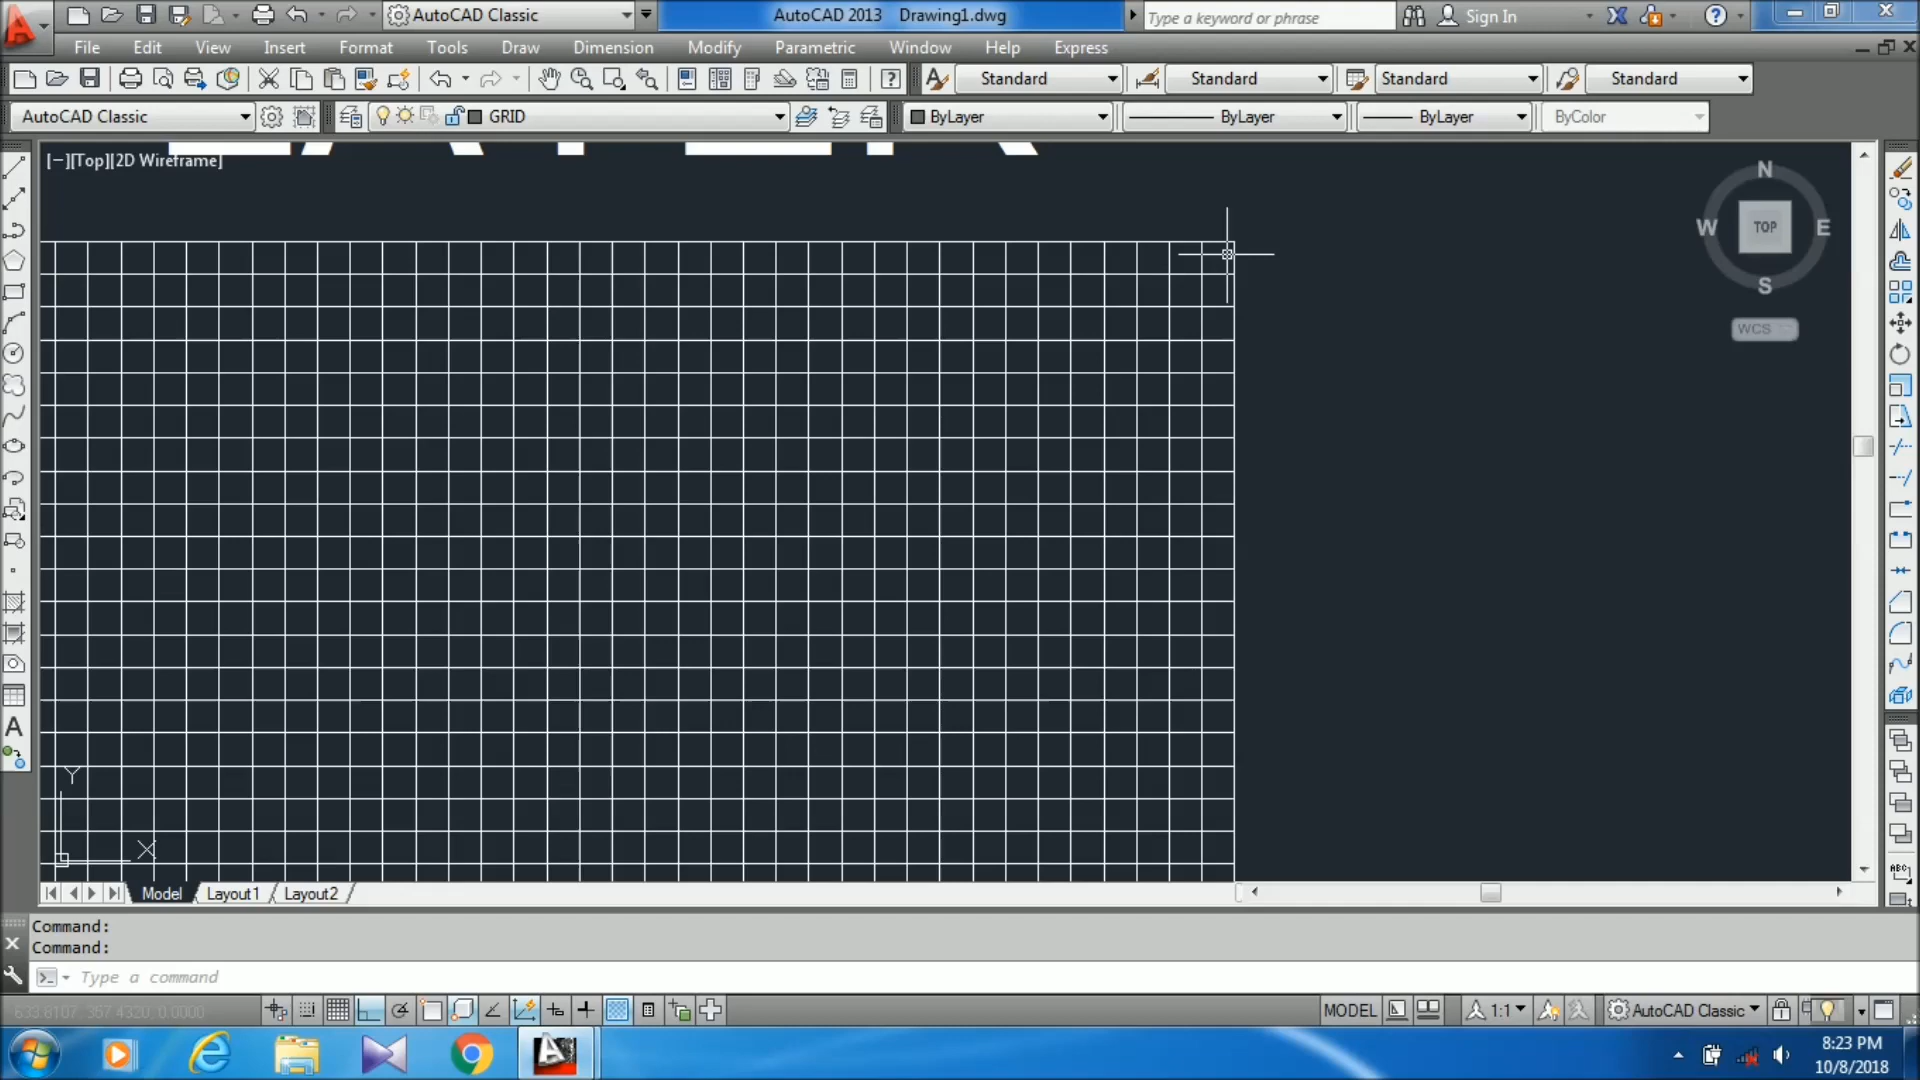 AutoCAD Classic
AutoCAD 2013 Drawing1.dwg
Type a keyword or phrase
Sign In
File Edit View Insert Format Tools Draw Dimension Modify Parametric Window Help Express
Standard Standard Standard Standard
AutoCAD Classic GRID ByLayer ByLayer ByLayer ByColor
[−][Top][2D Wireframe]
N
W TOP E
S
WCS
Y
X
Model Layout1 Layout2
Command:
Command:
Type a command
MODEL 1:1 AutoCAD Classic
8:23 PM
10/8/2018